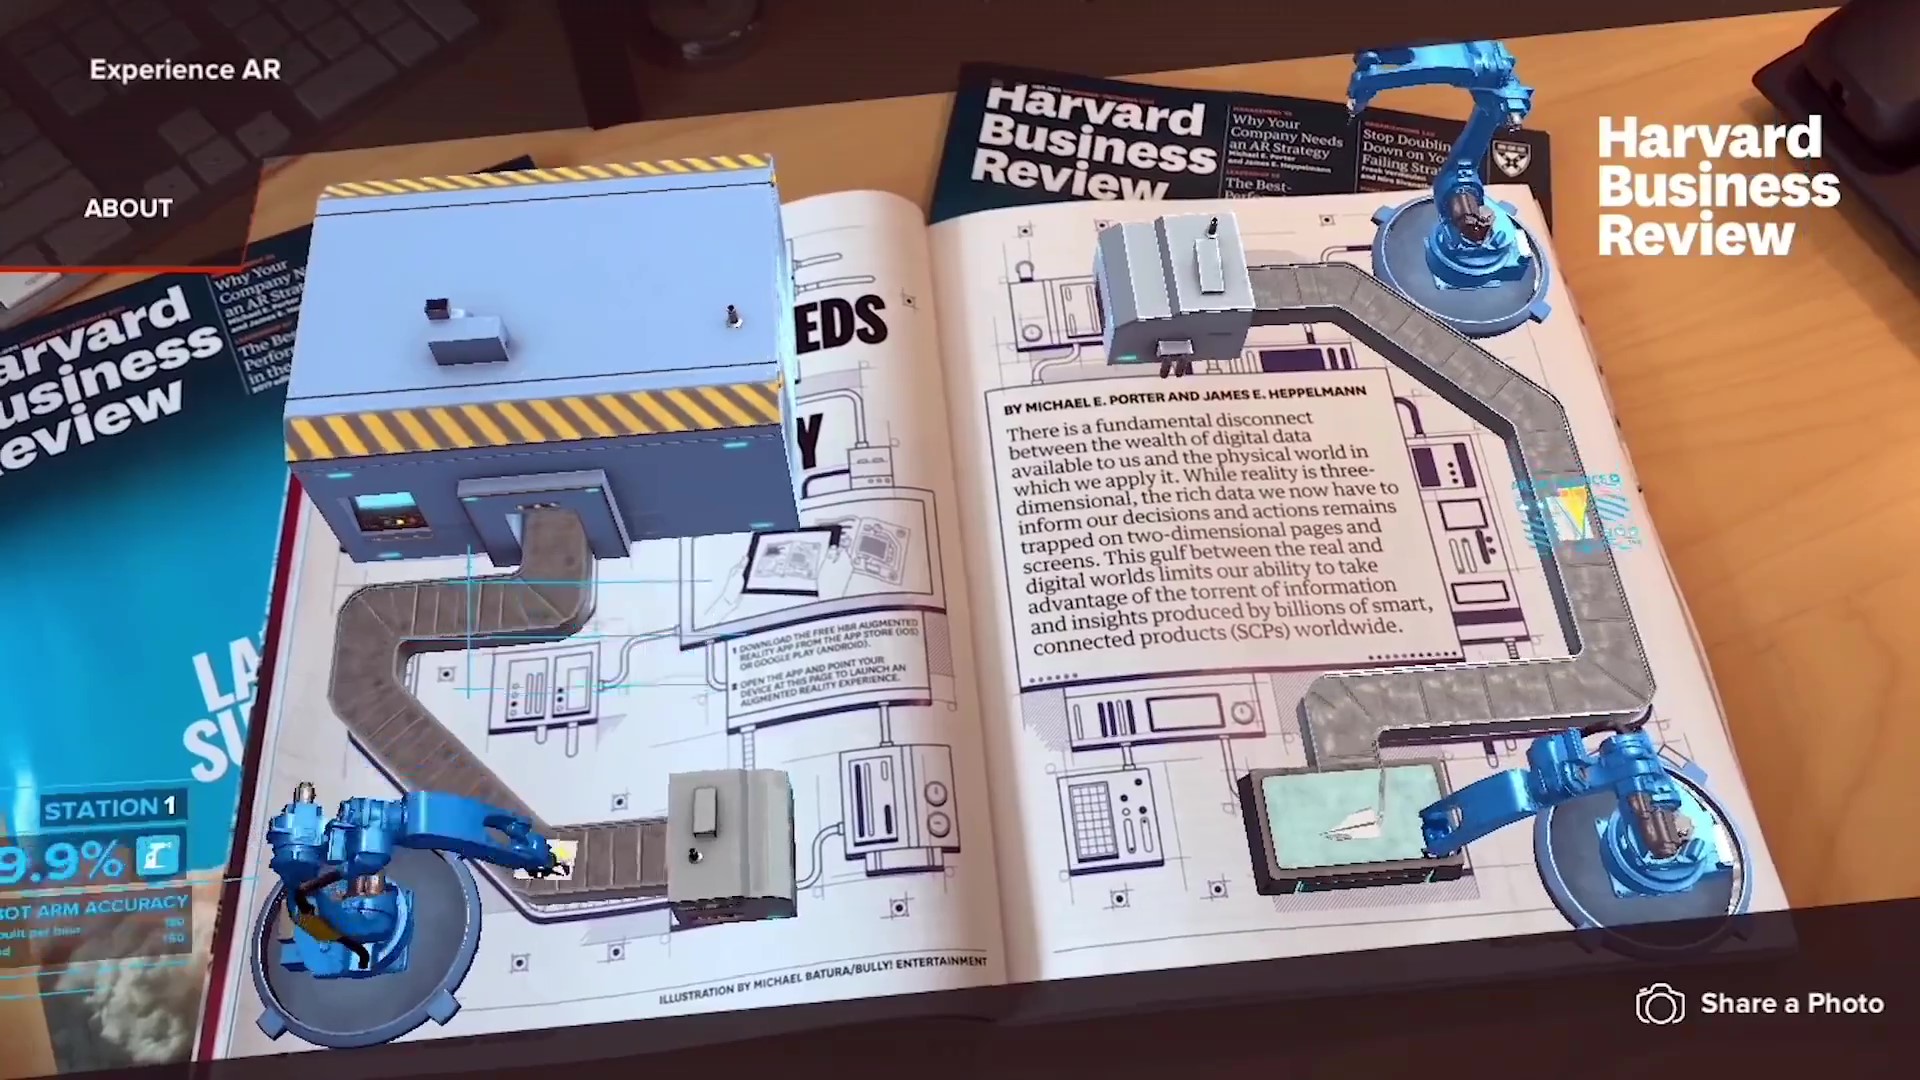 Experience AR
ABOUT
Harvard
Business
Review
Why Your
Company Needs
an AR Strategy
Michael E. Porter
and James E. Heppelmann
The Best-
Stop Doublin
Down on Yo
Failing Strat
Harvard
Business
Review
arvard
usiness
eview
Why Your
Company N
an AR Strat
The Bes
Perfor
in the
LA
SU
EDS
Y
1 DOWNLOAD THE FREE HBR AUGMENTED
REALITY APP FROM THE APP STORE (IOS)
OR GOOGLE PLAY (ANDROID).
2 OPEN THE APP AND POINT YOUR
DEVICE AT THIS PAGE TO LAUNCH AN
AUGMENTED REALITY EXPERIENCE.
ILLUSTRATION BY MICHAEL BATURA/BULLY! ENTERTAINMENT
BY MICHAEL E. PORTER AND JAMES E. HEPPELMANN
There is a fundamental disconnect
between the wealth of digital data
available to us and the physical world in
which we apply it. While reality is three-
dimensional, the rich data we now have to
inform our decisions and actions remains
trapped on two-dimensional pages and
screens. This gulf between the real and
digital worlds limits our ability to take
advantage of the torrent of information
and insights produced by billions of smart,
connected products (SCPs) worldwide.
STATION 1
9.9%
BOT ARM ACCURACY
built per hour
Share a Photo